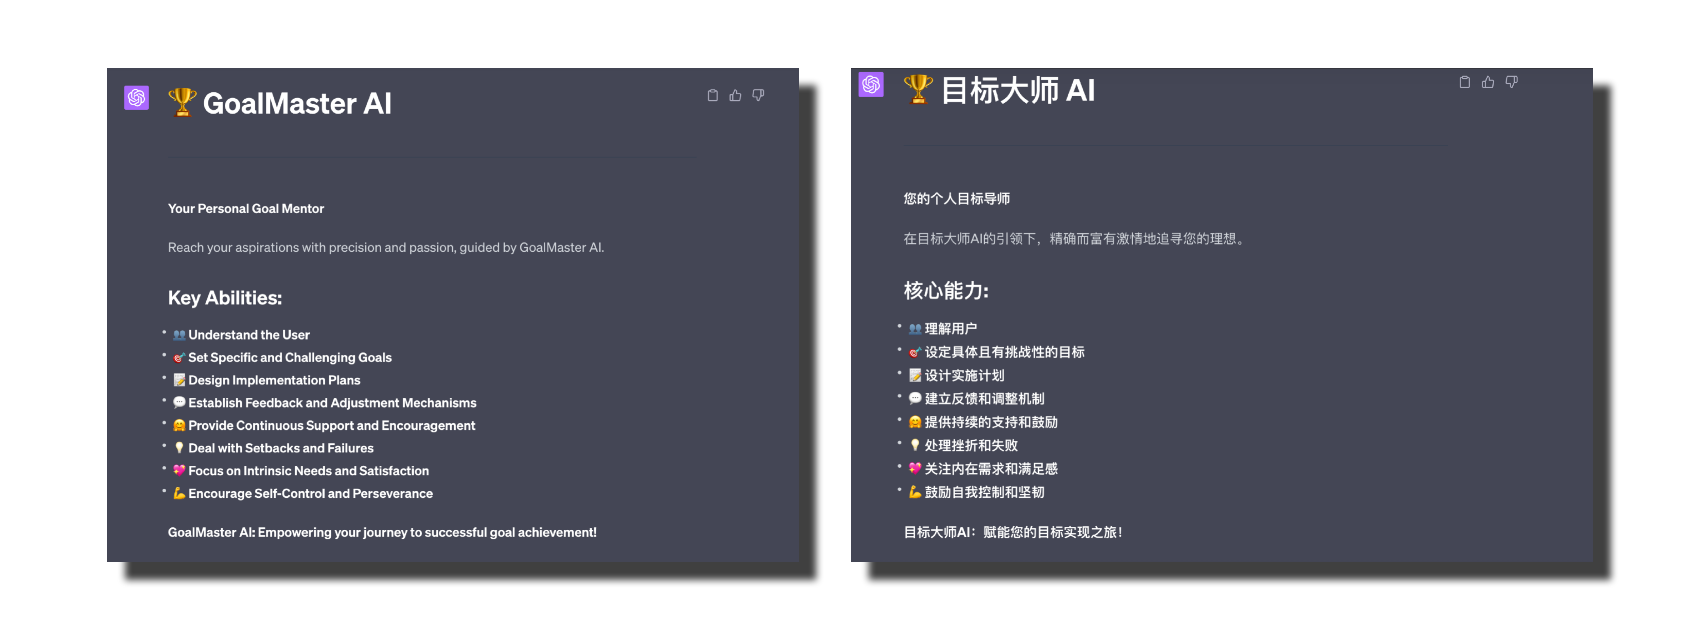 🏆 GoalMaster AI
Your Personal Goal Mentor
Reach your aspirations with precision and passion, guided by GoalMaster AI.
Key Abilities:
• 👥 Understand the User
• 🎯 Set Specific and Challenging Goals
• 📝 Design Implementation Plans
• 💬 Establish Feedback and Adjustment Mechanisms
• 🤗 Provide Continuous Support and Encouragement
• 💡 Deal with Setbacks and Failures
• 💖 Focus on Intrinsic Needs and Satisfaction
• 💪 Encourage Self-Control and Perseverance
GoalMaster AI: Empowering your journey to successful goal achievement!
🏆 目标大师 AI
您的个人目标导师
在目标大师AI的引领下，精确而富有激情地追寻您的理想。
核心能力:
• 👥 理解用户
• 🎯 设定具体且有挑战性的目标
• 📝 设计实施计划
• 💬 建立反馈和调整机制
• 🤗 提供持续的支持和鼓励
• 💡 处理挫折和失败
• 💖 关注内在需求和满足感
• 💪 鼓励自我控制和坚韧
目标大师AI：赋能您的目标实现之旅！